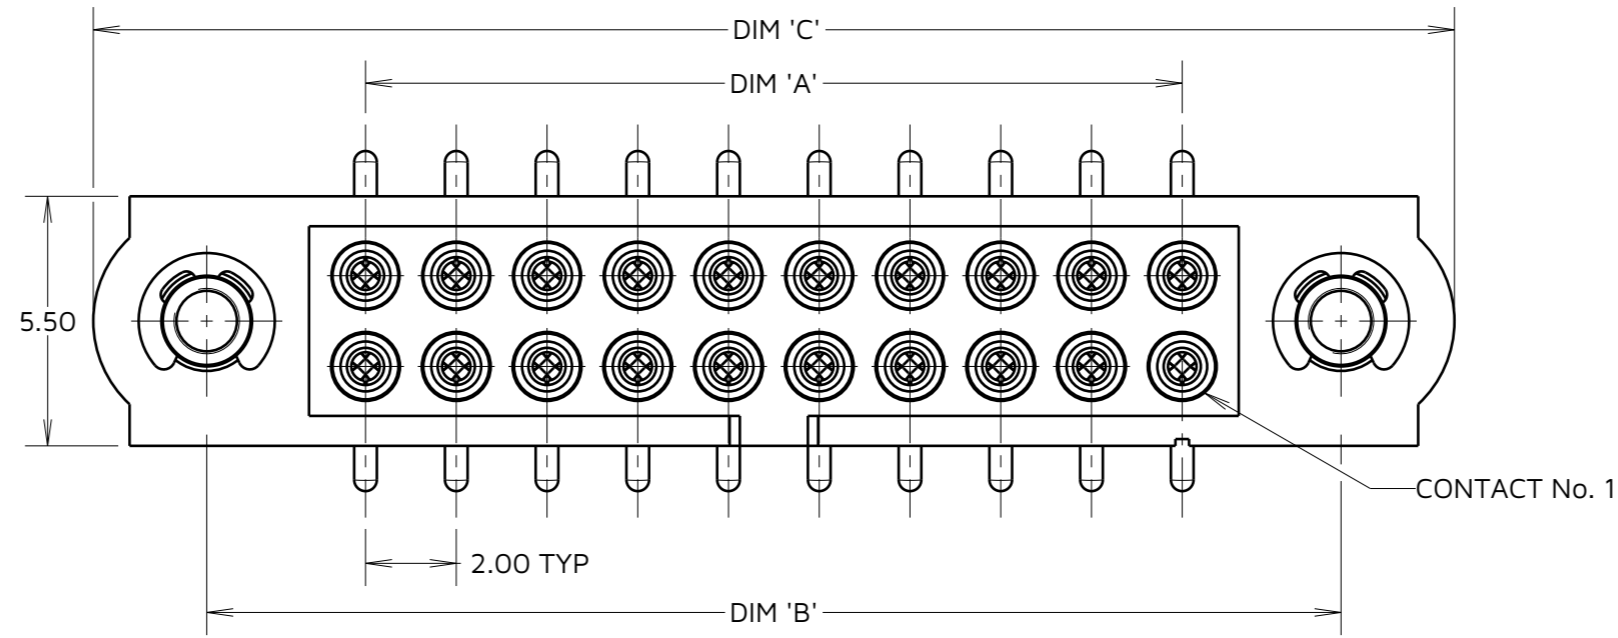 DIM 'C'
DIM 'A'
5.50
CONTACT No. 1
2.00 TYP
DIM 'B'